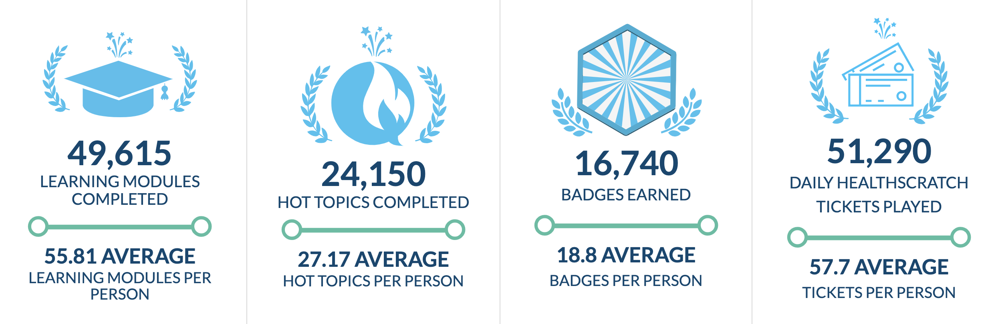 49,615
LEARNING MODULES
COMPLETED
55.81 AVERAGE
LEARNING MODULES PER
PERSON
24,150
HOT TOPICS COMPLETED
27.17 AVERAGE
HOT TOPICS PER PERSON
16,740
BADGES EARNED
18.8 AVERAGE
BADGES PER PERSON
51,290
DAILY HEALTHSCRATCH
TICKETS PLAYED
57.7 AVERAGE
TICKETS PER PERSON